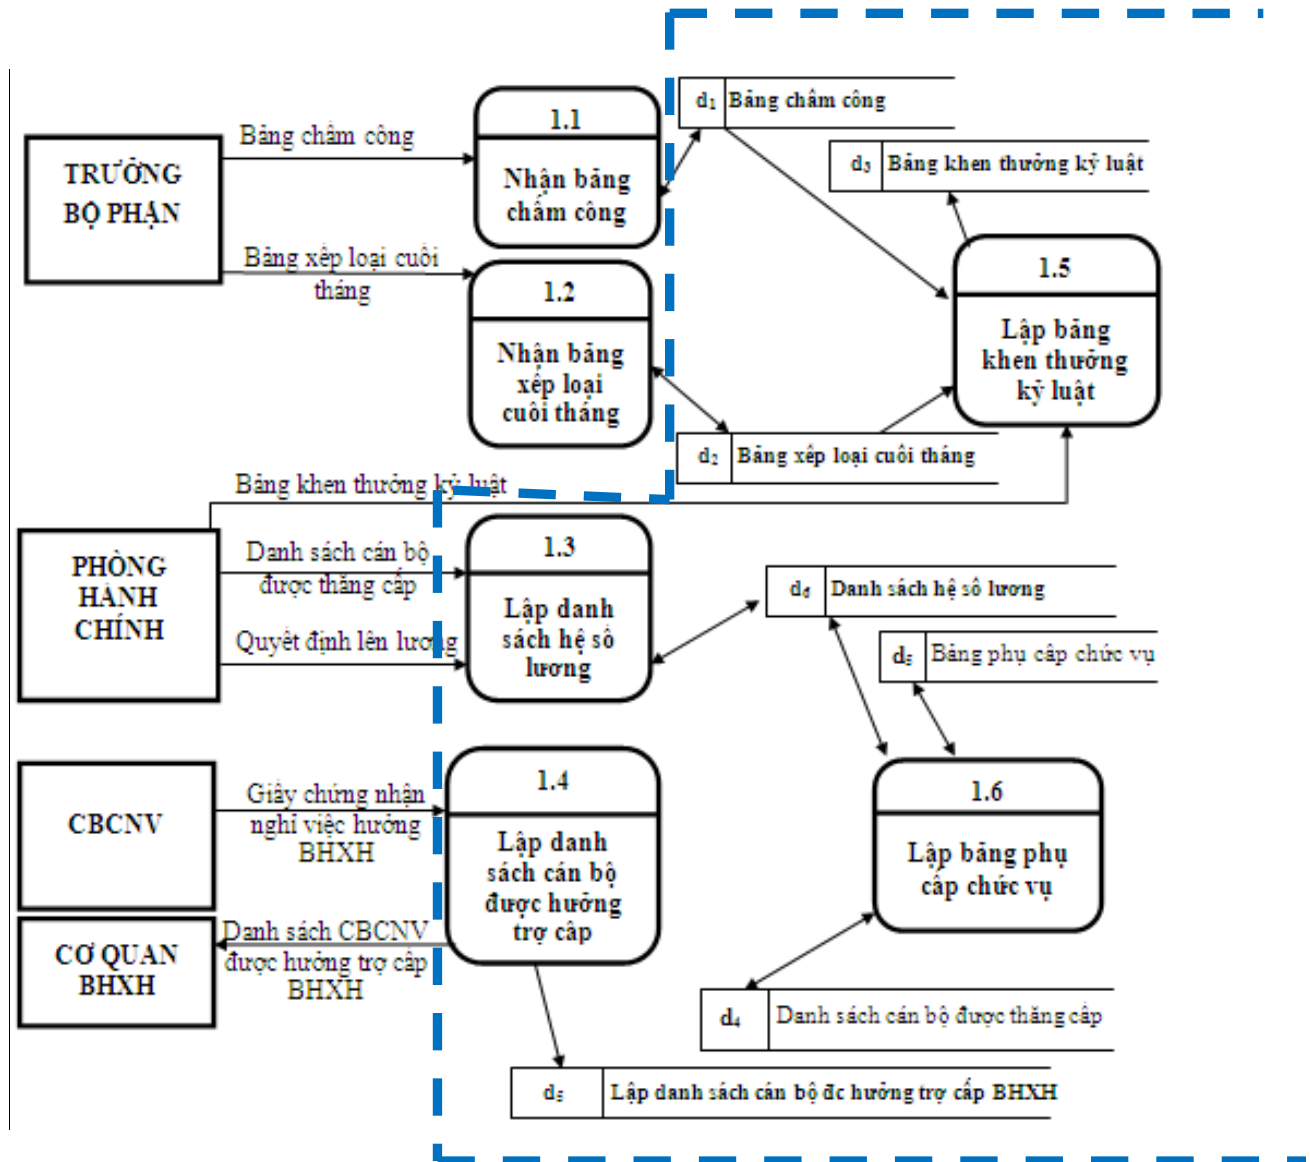 d1 Bảng chấm công
1.1
Bảng chấm công
TRƯỞNG
BỘ PHẬN
Nhận bảng
chấm công
d3 Bảng khen thưởng kỷ luật
Bảng xếp loại cuối
tháng
1.2
Nhận bảng
xếp loại
cuối tháng
1.5
Lập bảng
khen thưởng
kỷ luật
d2 Bảng xếp loại cuối tháng
Bảng khen thưởng kỷ luật
PHÒNG
HÀNH
CHÍNH
Danh sách cán bộ
được thăng cấp
Quyết định lên lương
1.3
Lập danh
sách hệ số
lương
d6 Danh sách hệ số lương
d5 Bảng phụ cấp chức vụ
CBCNV
Giấy chứng nhận
nghỉ việc hưởng
BHXH
1.4
Lập danh
sách cán bộ
được hưởng
trợ cấp
1.6
Lập bảng phụ
cấp chức vụ
CƠ QUAN
BHXH
Danh sách CBCNV
được hưởng trợ cấp
BHXH
d4 Danh sách cán bộ được thăng cấp
d5 Lập danh sách cán bộ đc hưởng trợ cấp BHXH